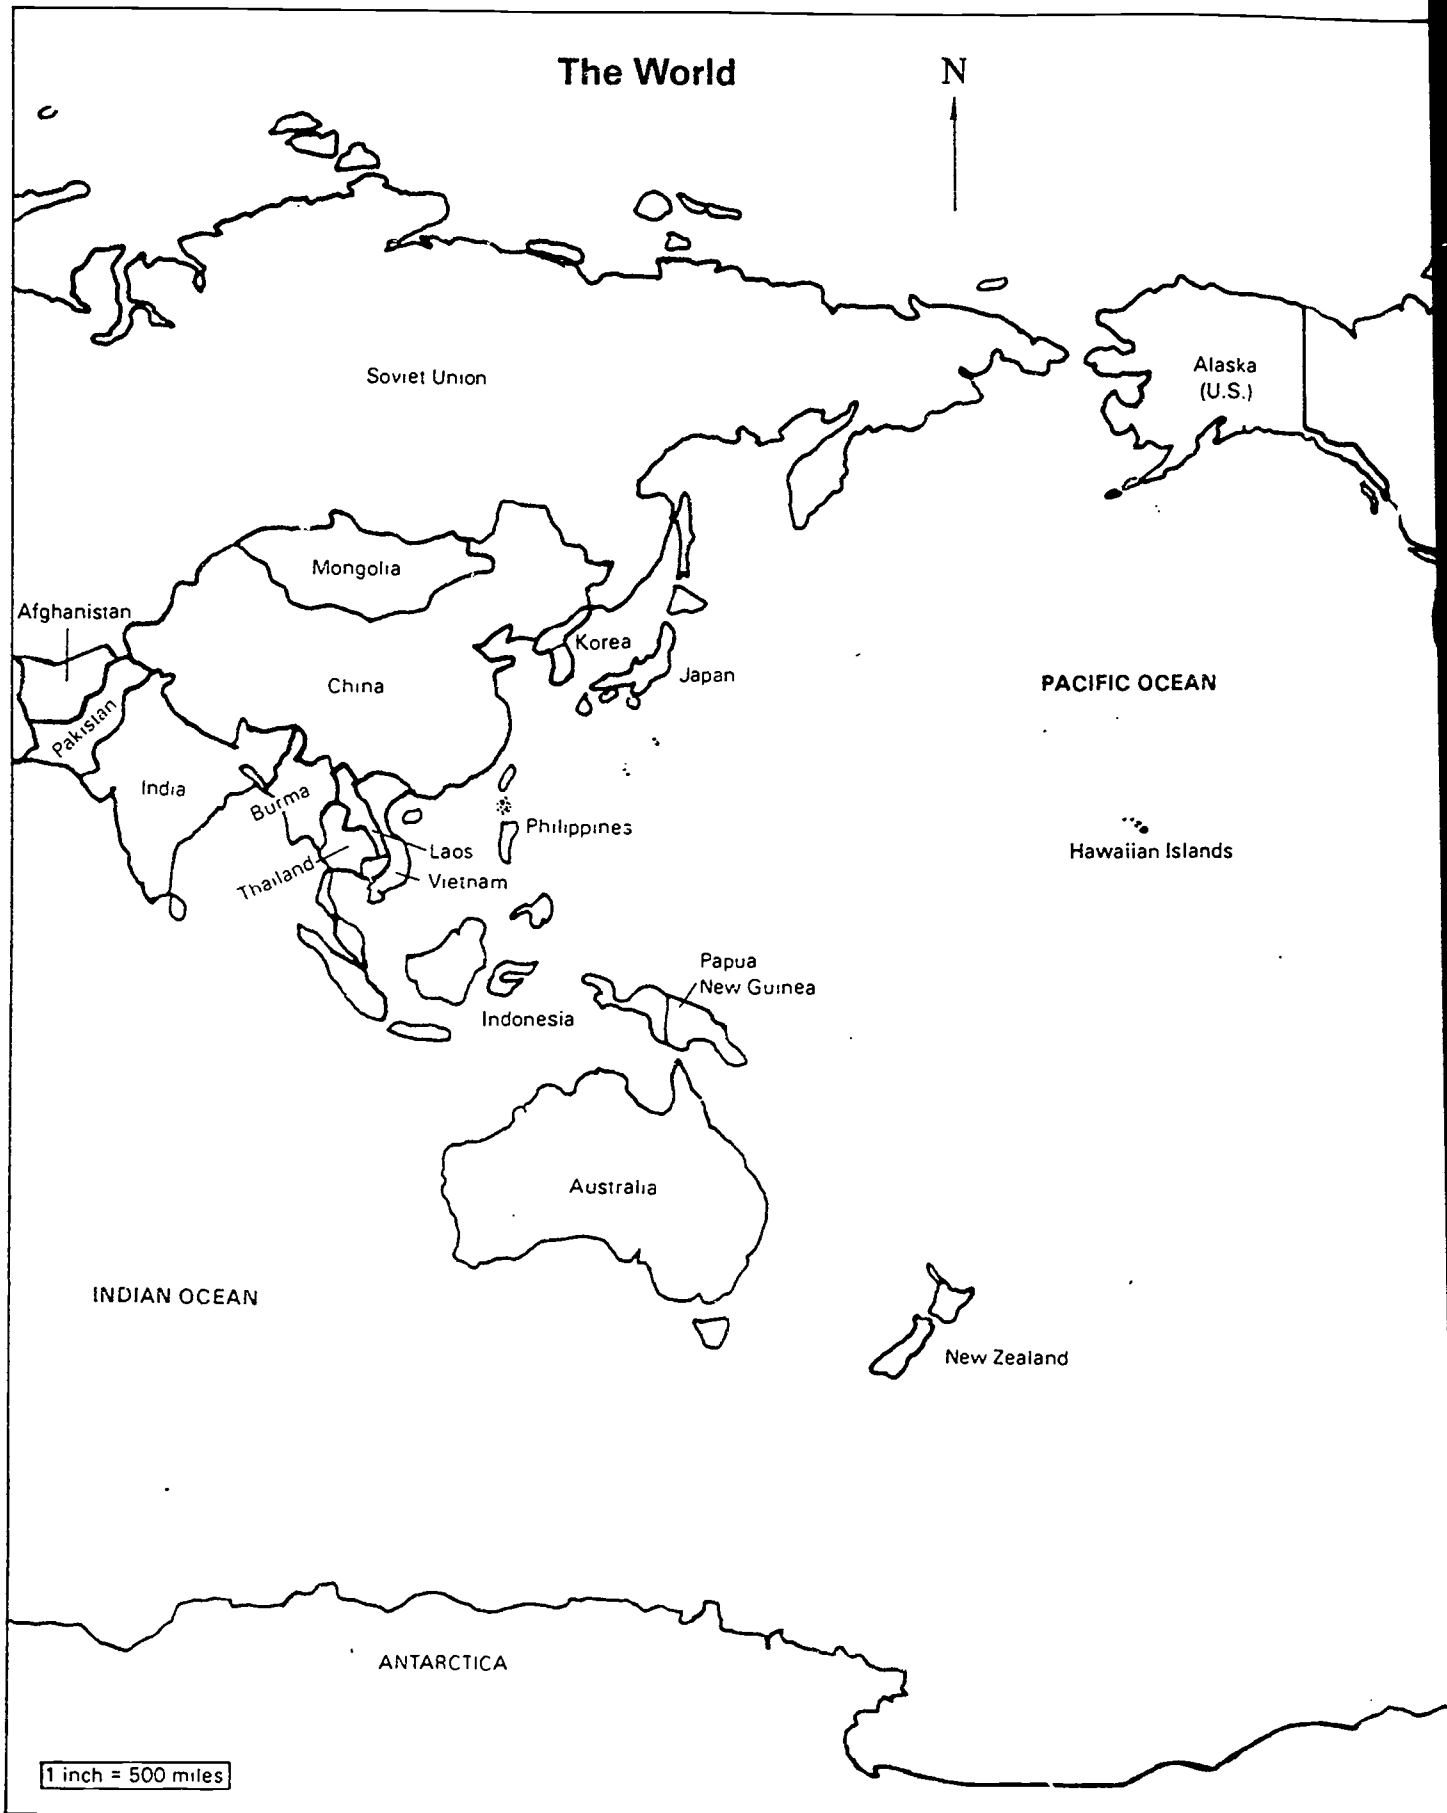 The World
N
Soviet Union
Alaska
(U.S.)
Mongolia
Afghanistan
Korea
Japan
China
PACIFIC OCEAN
Pakistan
India
Burma
Philippines
Hawaiian Islands
Laos
Thailand
Vietnam
Papua
New Guinea
Indonesia
Australia
INDIAN OCEAN
New Zealand
ANTARCTICA
1 inch = 500 miles